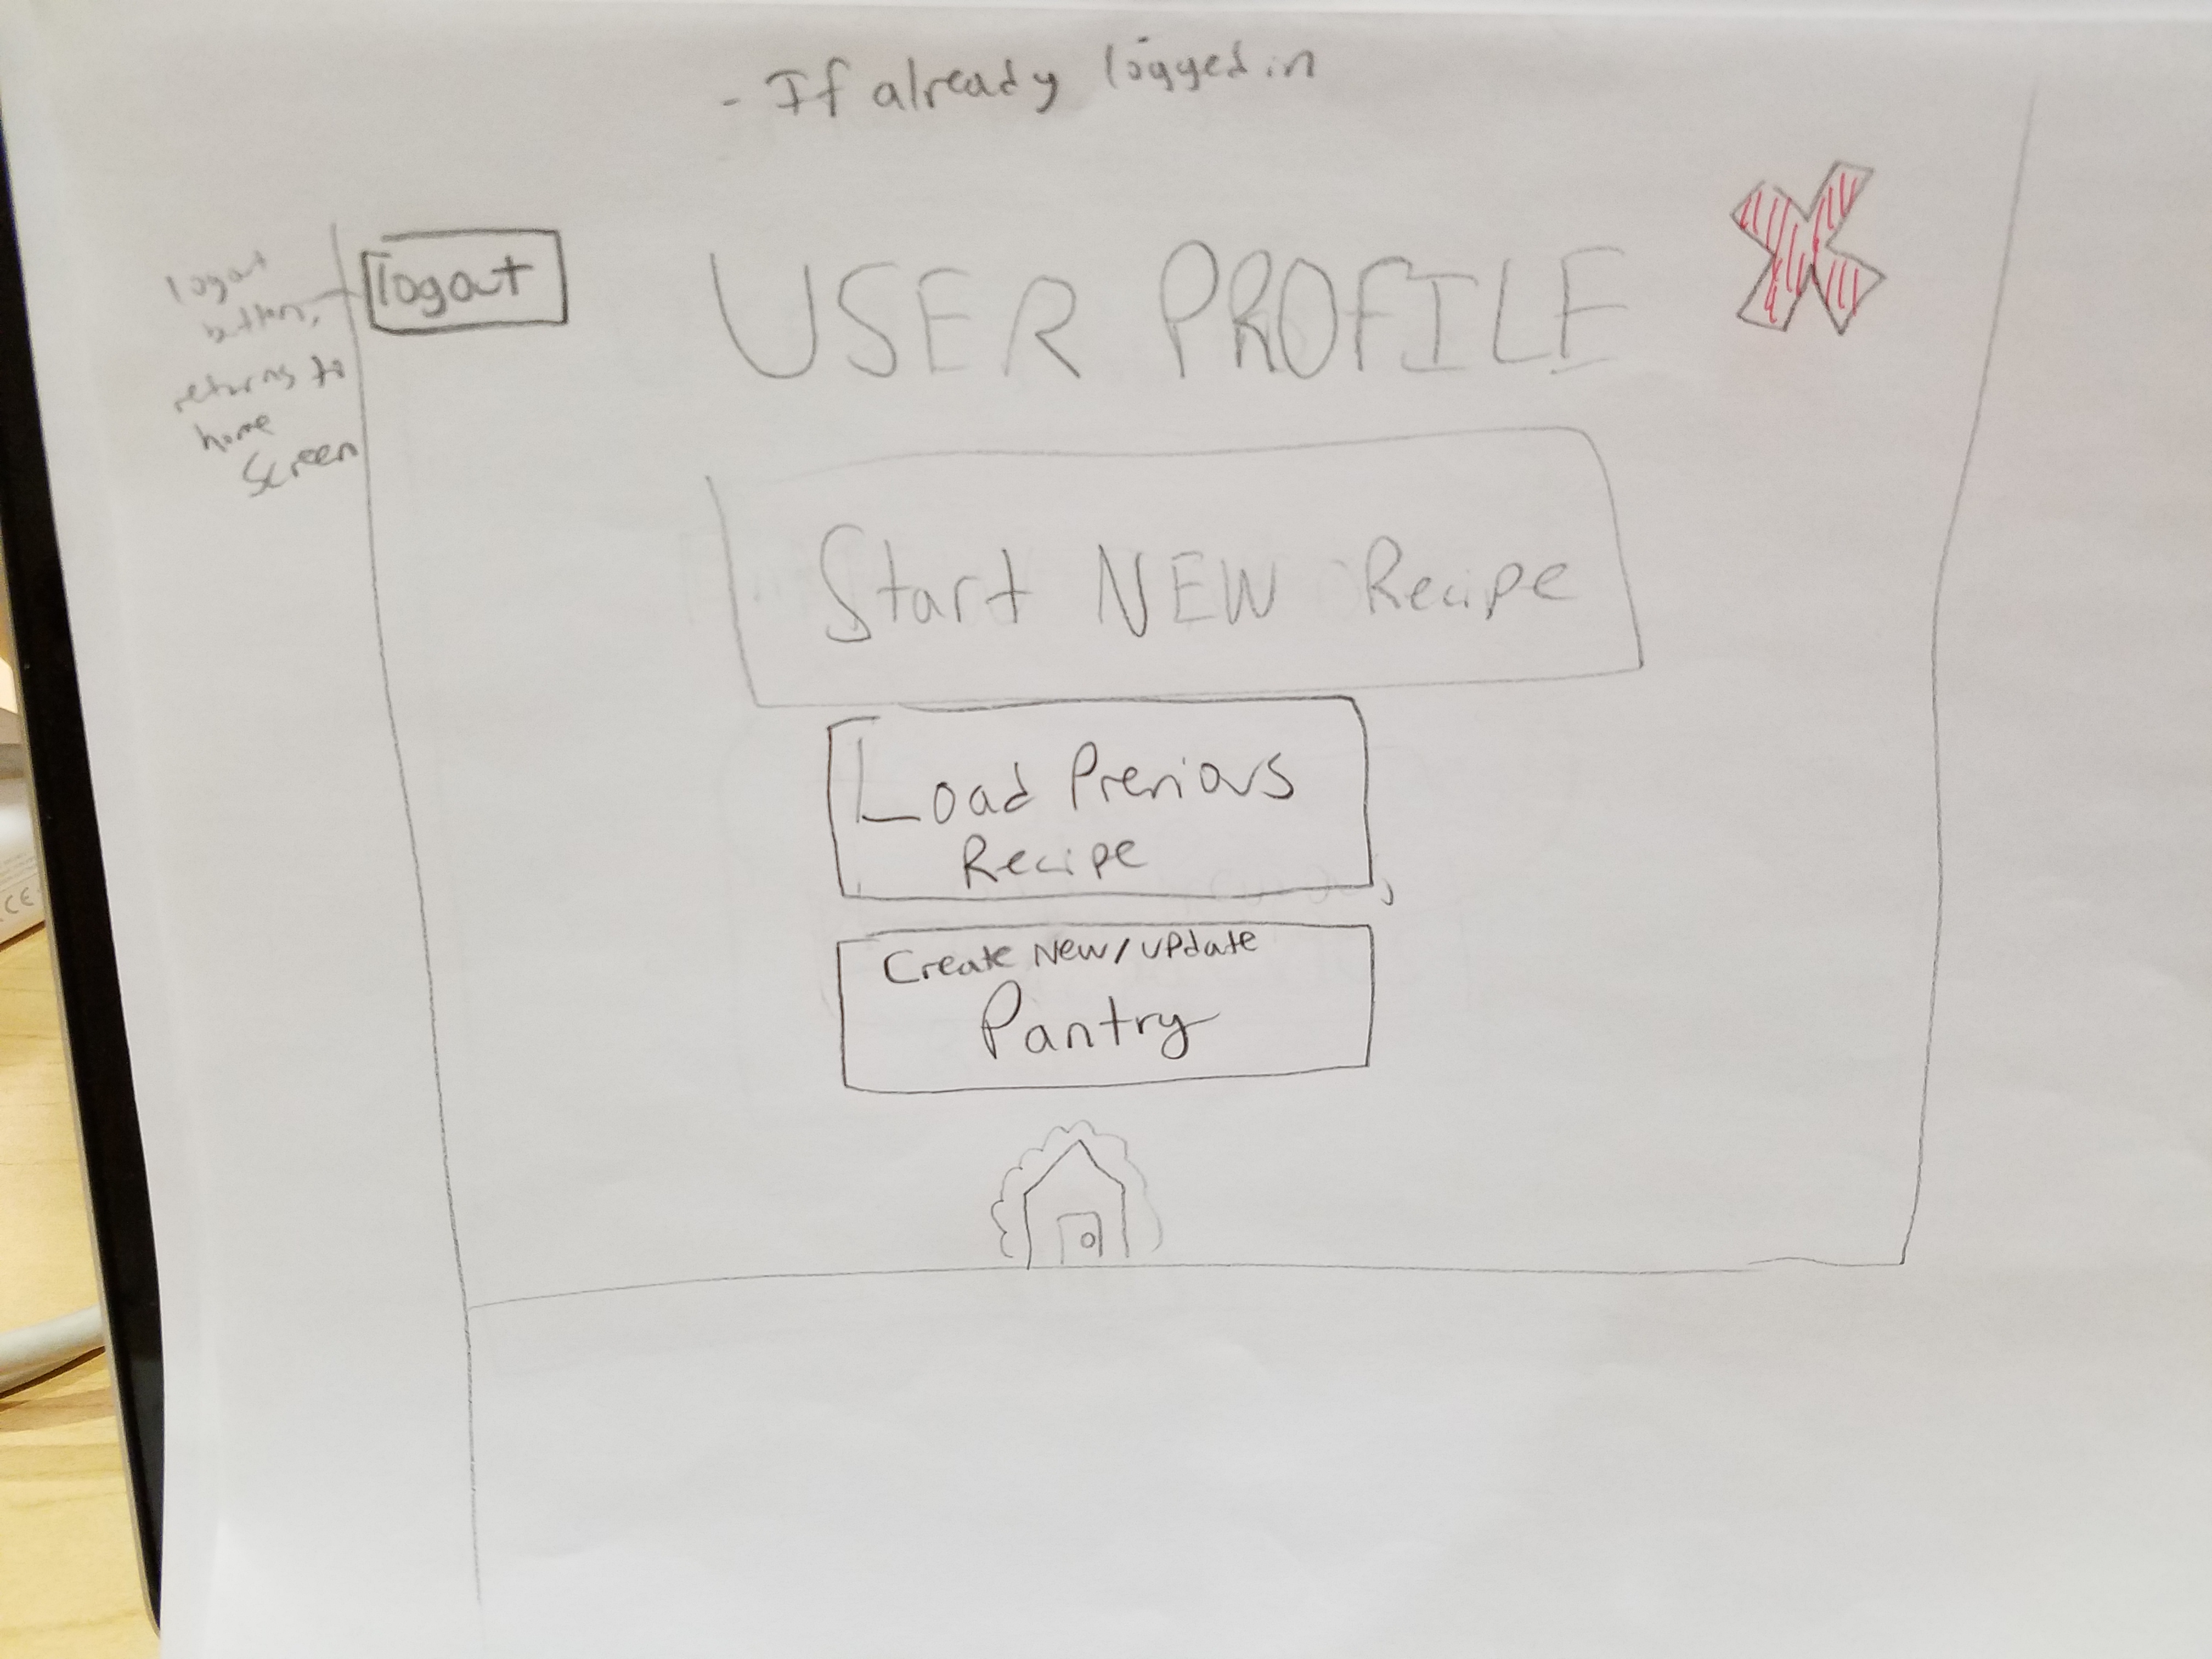 - If already logged in
logout
button,
returns to
home
screen
logout
USER PROFILE
Start NEW Recipe
Load Previous
Recipe
Create New/update
Pantry
CE